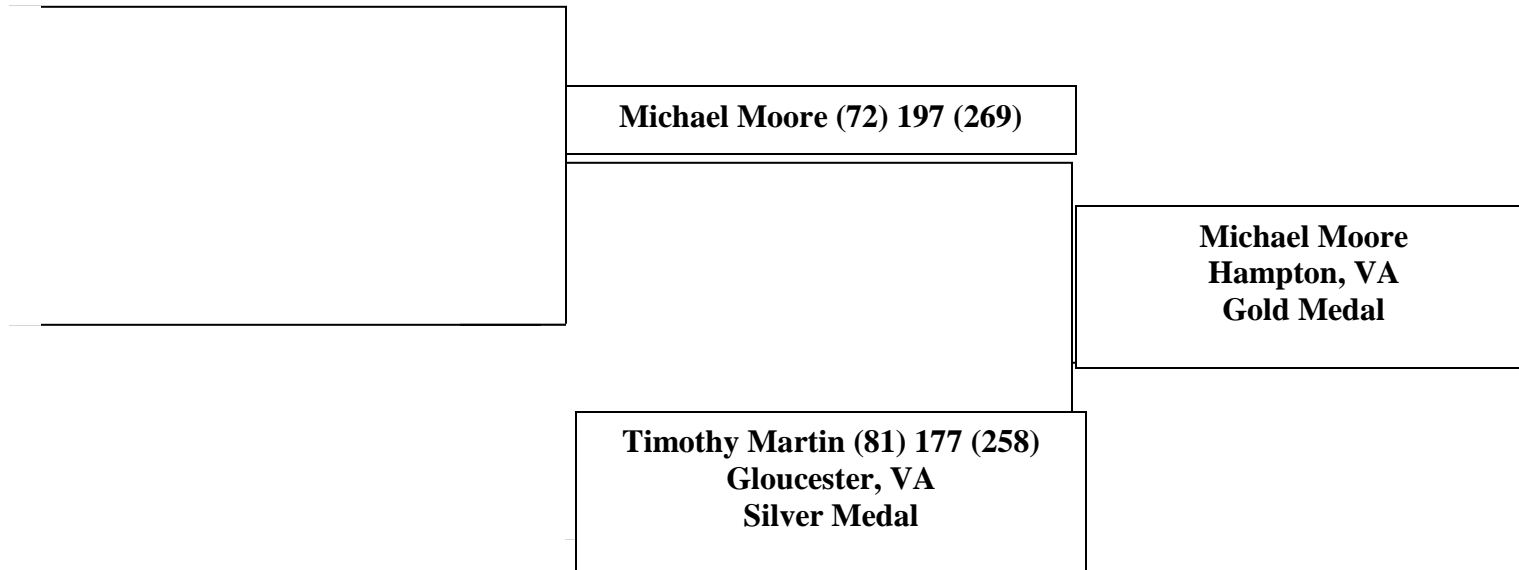 Michael Moore (72) 197 (269)
Michael Moore
Hampton, VA
Gold Medal
Timothy Martin (81) 177 (258)
Gloucester, VA
Silver Medal